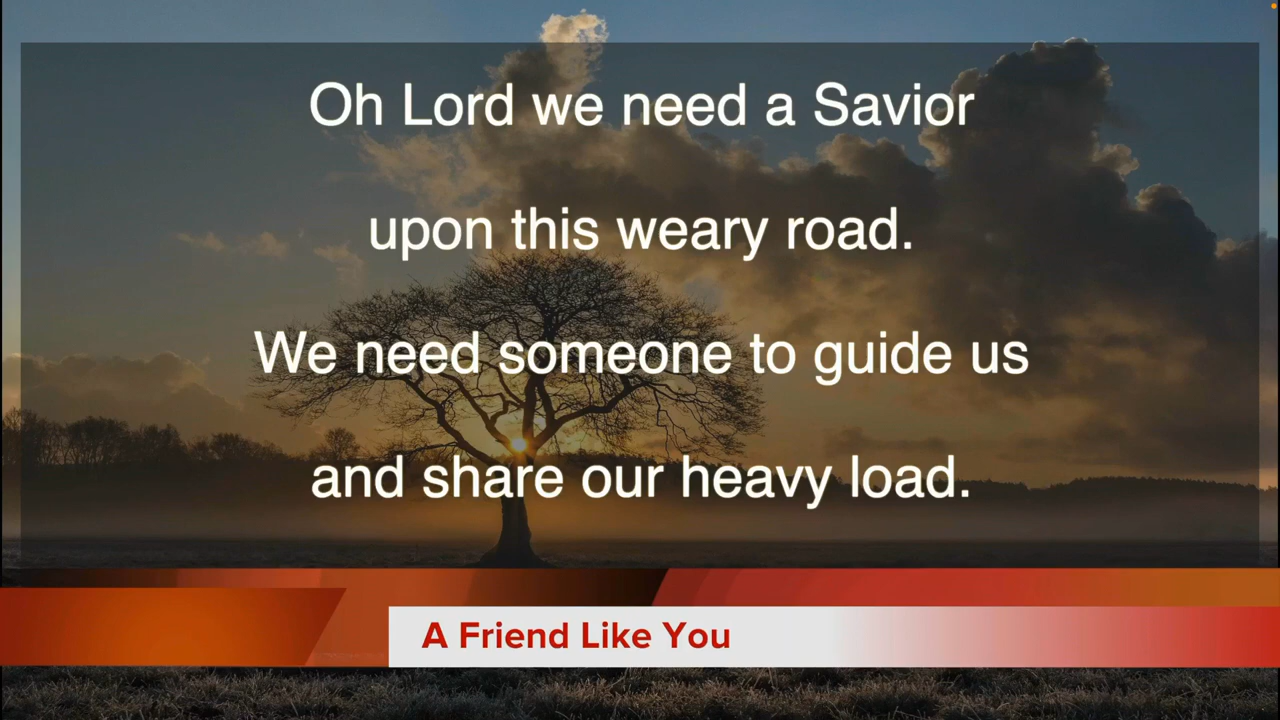 Oh Lord we need a Savior
upon this weary road.
We need someone to guide us
and share our heavy load.
A Friend Like You